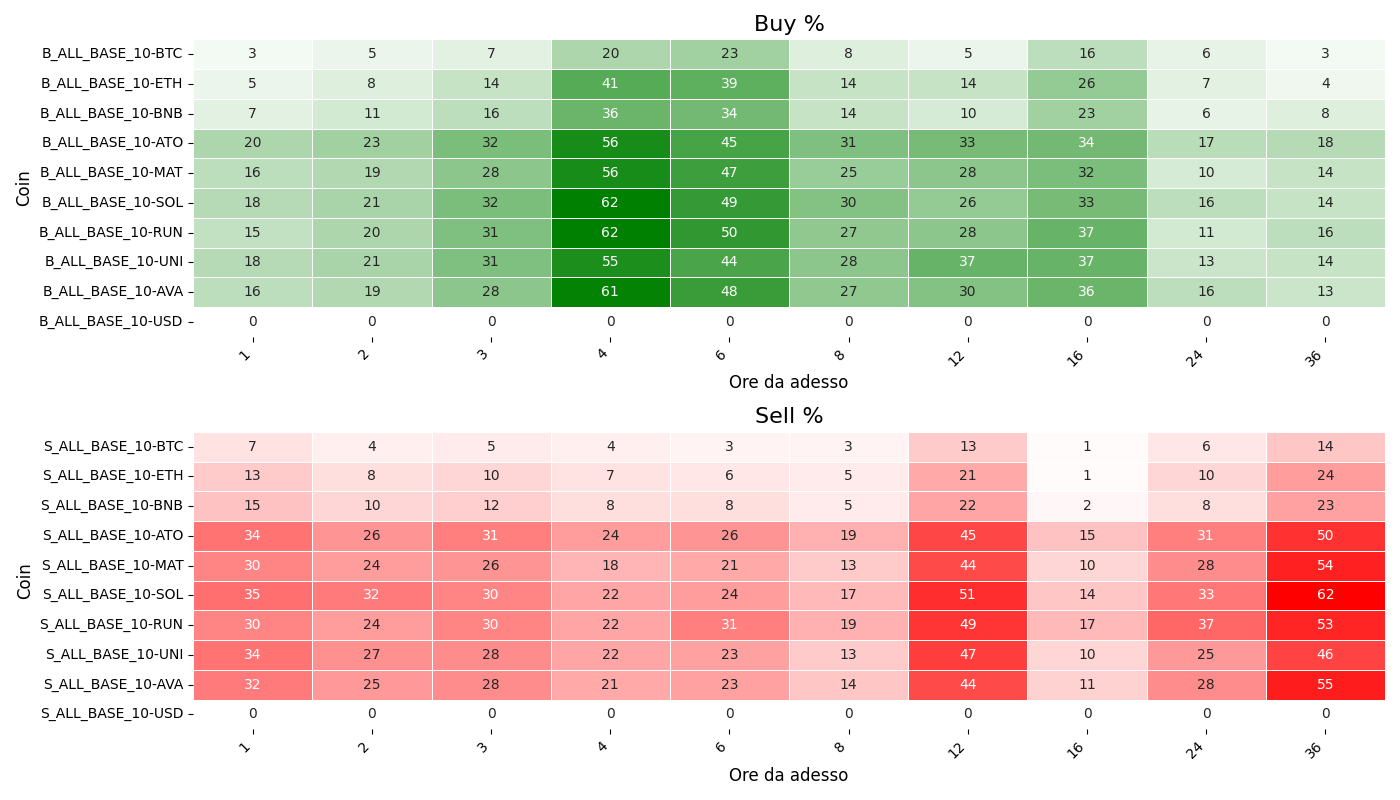 Buy %
Coin
B_ALL_BASE_10-BTC 3 5 7 20 23 8 5 16 6 3
B_ALL_BASE_10-ETH 5 8 14 41 39 14 14 26 7 4
B_ALL_BASE_10-BNB 7 11 16 36 34 14 10 23 6 8
B_ALL_BASE_10-ATO 20 23 32 56 45 31 33 34 17 18
B_ALL_BASE_10-MAT 16 19 28 56 47 25 28 32 10 14
B_ALL_BASE_10-SOL 18 21 32 62 49 30 26 33 16 14
B_ALL_BASE_10-RUN 15 20 31 62 50 27 28 37 11 16
B_ALL_BASE_10-UNI 18 21 31 55 44 28 37 37 13 14
B_ALL_BASE_10-AVA 16 19 28 61 48 27 30 36 16 13
B_ALL_BASE_10-USD 0 0 0 0 0 0 0 0 0 0
1 2 3 4 6 8 12 16 24 36
Ore da adesso
Sell %
Coin
S_ALL_BASE_10-BTC 7 4 5 4 3 3 13 1 6 14
S_ALL_BASE_10-ETH 13 8 10 7 6 5 21 1 10 24
S_ALL_BASE_10-BNB 15 10 12 8 8 5 22 2 8 23
S_ALL_BASE_10-ATO 34 26 31 24 26 19 45 15 31 50
S_ALL_BASE_10-MAT 30 24 26 18 21 13 44 10 28 54
S_ALL_BASE_10-SOL 35 32 30 22 24 17 51 14 33 62
S_ALL_BASE_10-RUN 30 24 30 22 31 19 49 17 37 53
S_ALL_BASE_10-UNI 34 27 28 22 23 13 47 10 25 46
S_ALL_BASE_10-AVA 32 25 28 21 23 14 44 11 28 55
S_ALL_BASE_10-USD 0 0 0 0 0 0 0 0 0 0
1 2 3 4 6 8 12 16 24 36
Ore da adesso